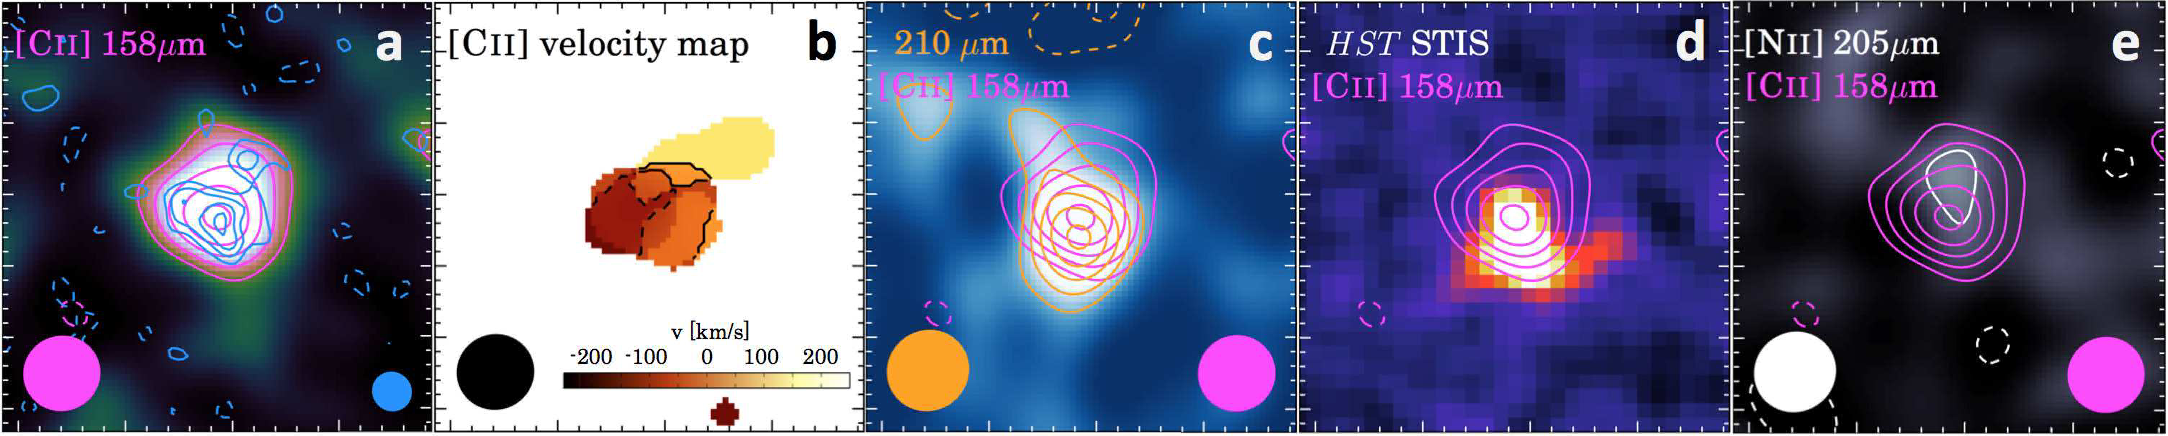 [CII] 158μm
a
[CII] velocity map
b
v [km/s]
-200 -100 0 100 200
210 μm
[CII] 158μm
c
HST STIS
[CII] 158μm
d
[NII] 205μm
[CII] 158μm
e